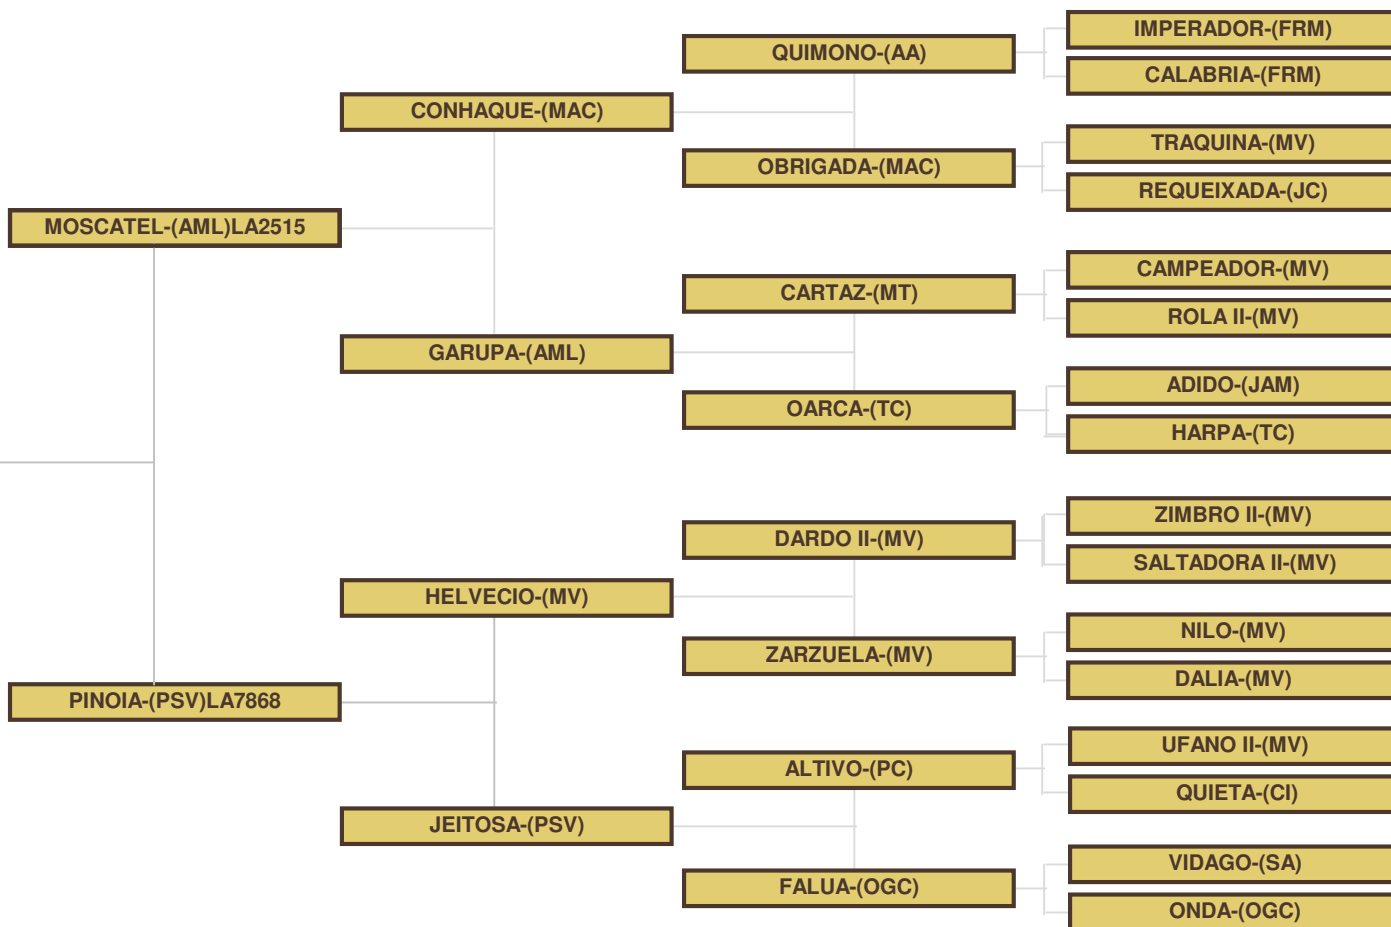 MOSCATEL-(AML)LA2515
PINOIA-(PSV)LA7868
CONHAQUE-(MAC)
GARUPA-(AML)
HELVECIO-(MV)
JEITOSA-(PSV)
QUIMONO-(AA)
OBRIGADA-(MAC)
CARTAZ-(MT)
OARCA-(TC)
DARDO II-(MV)
ZARZUELA-(MV)
ALTIVO-(PC)
FALUA-(OGC)
IMPERADOR-(FRM)
CALABRIA-(FRM)
TRAQUINA-(MV)
REQUEIXADA-(JC)
CAMPEADOR-(MV)
ROLA II-(MV)
ADIDO-(JAM)
HARPA-(TC)
ZIMBRO II-(MV)
SALTADORA II-(MV)
NILO-(MV)
DALIA-(MV)
UFANO II-(MV)
QUIETA-(CI)
VIDAGO-(SA)
ONDA-(OGC)